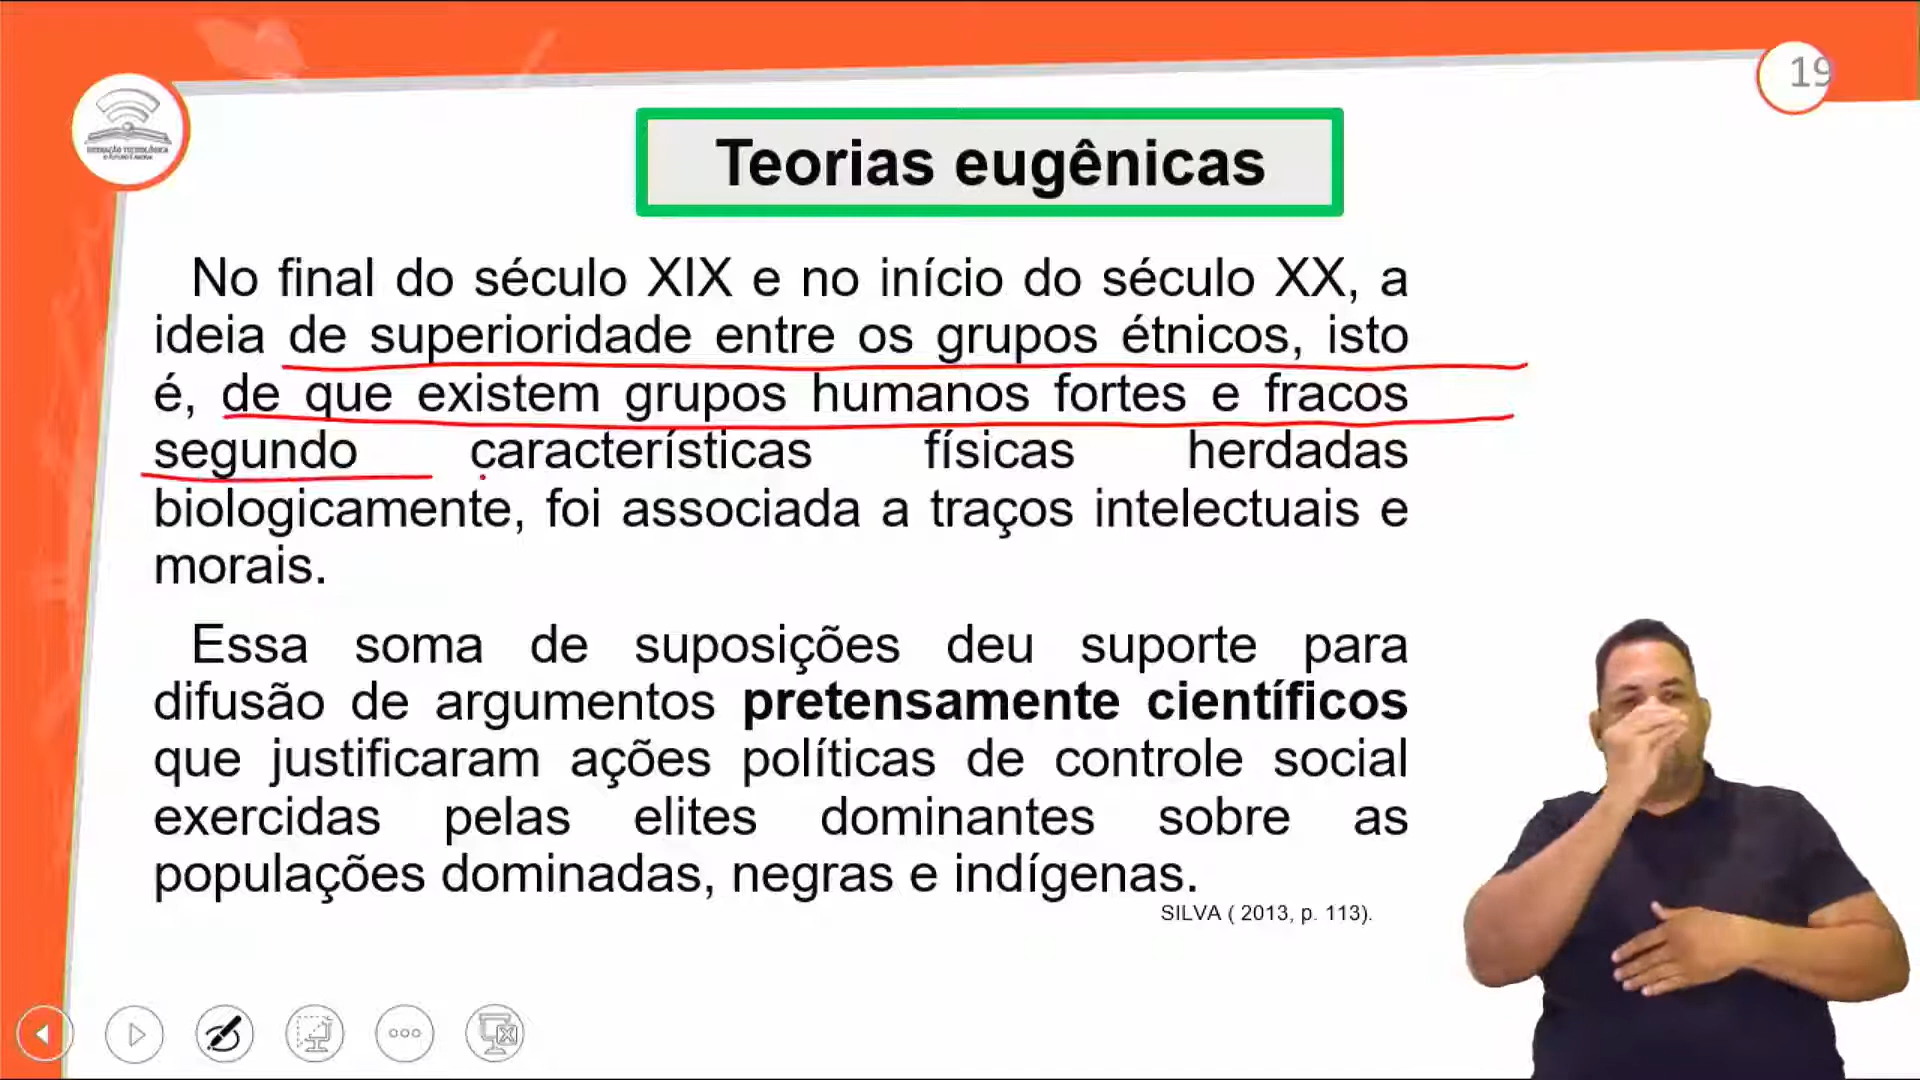 19
MEDIAÇÃO TECNOLÓGICA
Teorias eugênicas
No final do século XIX e no início do século XX, a
ideia de superioridade entre os grupos étnicos, isto
é, de que existem grupos humanos fortes e fracos
segundo características físicas herdadas
biologicamente, foi associada a traços intelectuais e
morais.
Essa soma de suposições deu suporte para
difusão de argumentos pretensamente científicos
que justificaram ações políticas de controle social
exercidas pelas elites dominantes sobre as
populações dominadas, negras e indígenas.
SILVA ( 2013, p. 113).